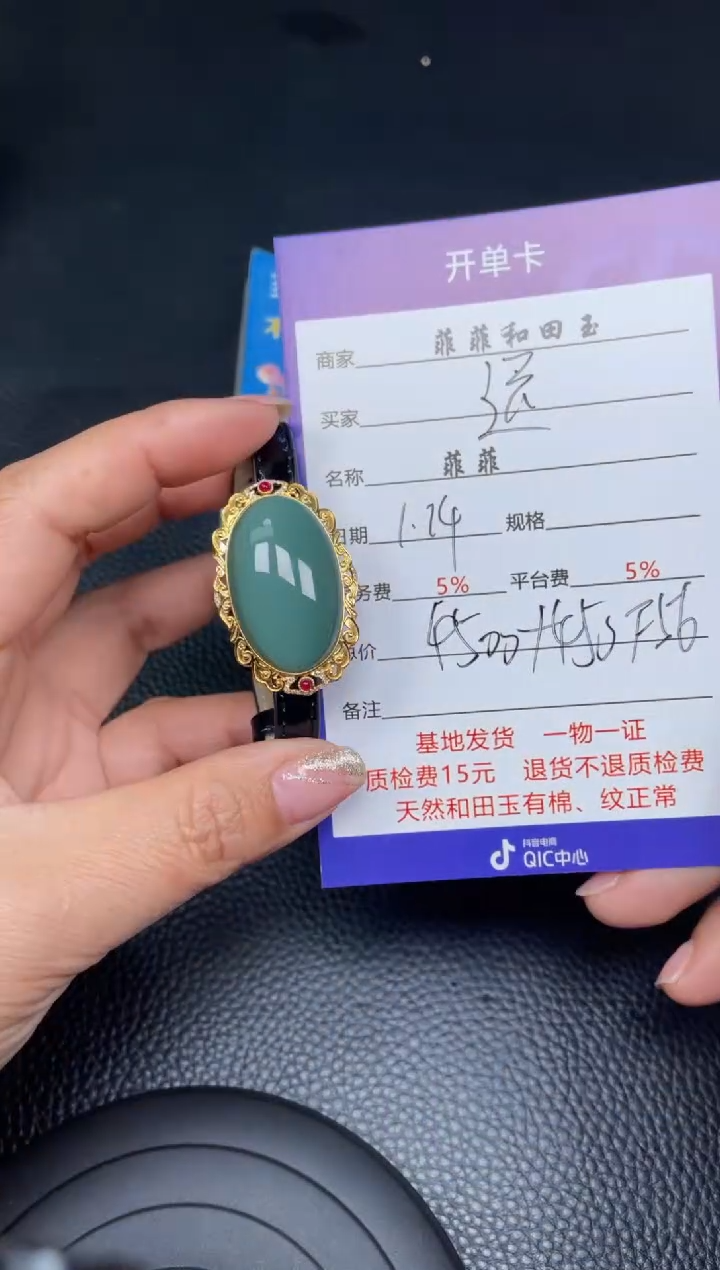 开单卡
商家 菲菲和田玉
买家
名称 菲菲
日期 1.14 规格
务费 5% 平台费 5%
价 4500+450
备注
基地发货 一物一证
质检费15元 退货不退质检费
天然和田玉有棉、纹正常
抖音电商
QIC中心